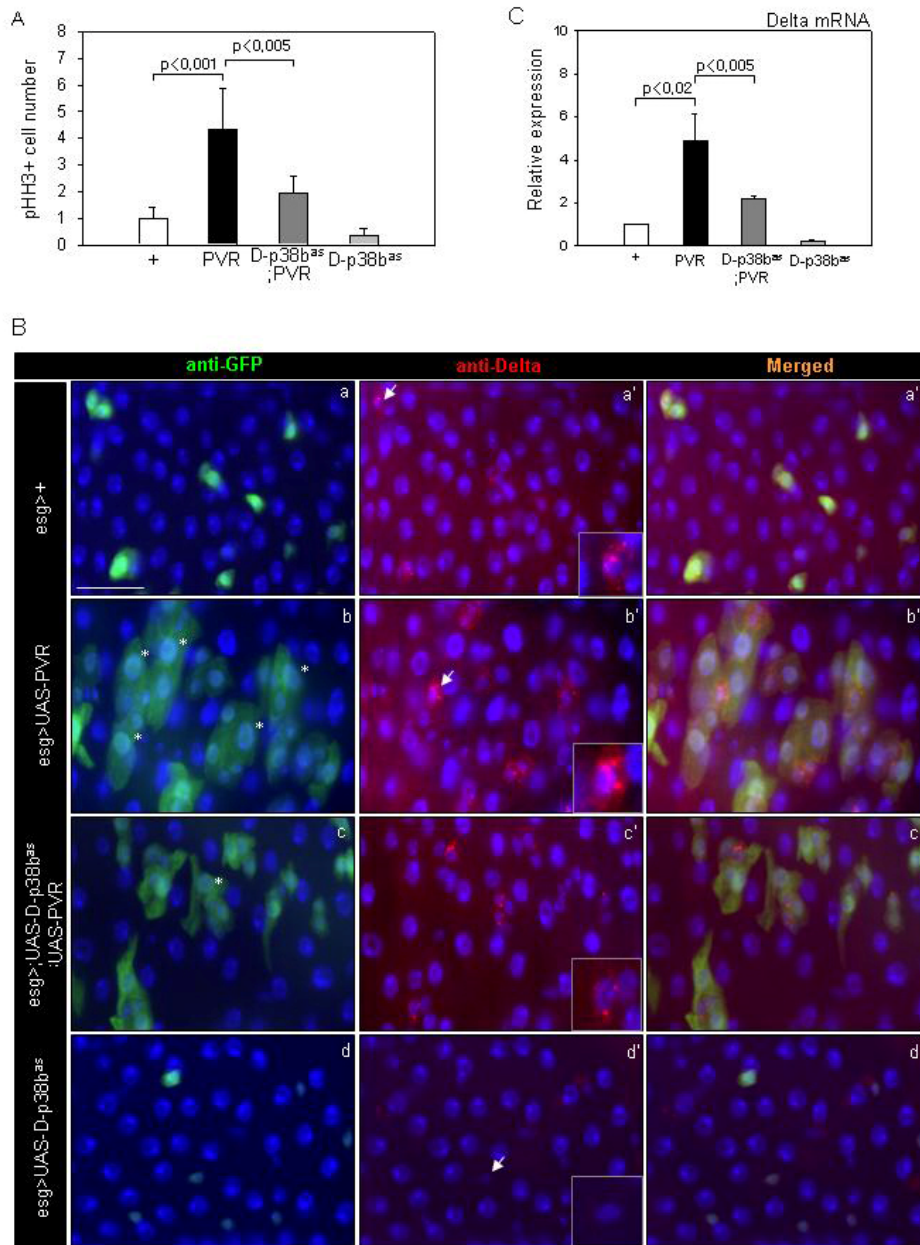 A
8
7
6
5
4
3
2
1
0
pHH3+ cell number
p<0,001
p<0,005
+
PVR
D-p38bᵃˢ
;PVR
D-p38bᵃˢ
C
Delta mRNA
10
8
6
4
2
0
Relative expression
p<0,02
p<0,005
+
PVR
D-p38bᵃˢ
;PVR
D-p38bᵃˢ
B
anti-GFP
anti-Delta
Merged
esg>+
a
a'
a'
esg>UAS-PVR
b
*
*
*
*
*
b'
b'
esg>;UAS-D-p38bᵃˢ
;UAS-PVR
c
*
c'
c'
esg>UAS-D-p38bᵃˢ
d
d'
d